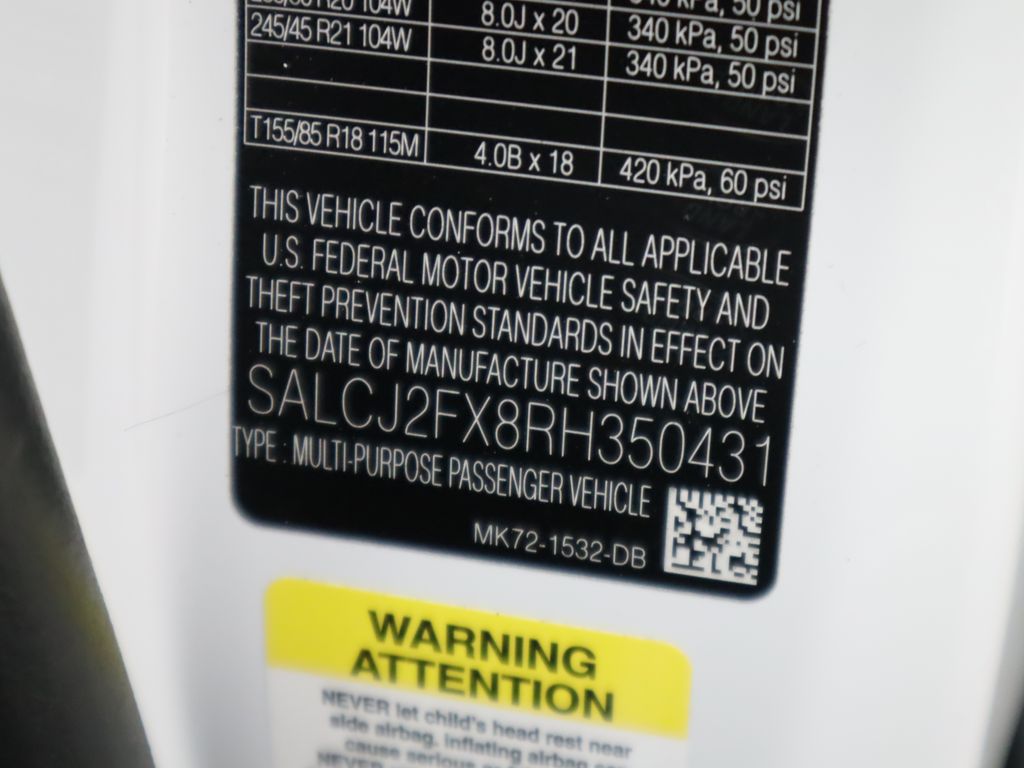 R20 104W 8.0J x 20 340 kPa, 50 psi
245/45 R21 104W 8.0J x 21 340 kPa, 50 psi
T155/85 R18 115M 4.0B x 18 420 kPa, 60 psi
THIS VEHICLE CONFORMS TO ALL APPLICABLE
U.S. FEDERAL MOTOR VEHICLE SAFETY AND
THEFT PREVENTION STANDARDS IN EFFECT ON
THE DATE OF MANUFACTURE SHOWN ABOVE
SALCJ2FX8RH350431
TYPE : MULTI-PURPOSE PASSENGER VEHICLE
MK72-1532-DB
WARNING
ATTENTION
NEVER let child's head rest near
side airbag. Inflating airbag can
cause serious
NEVER